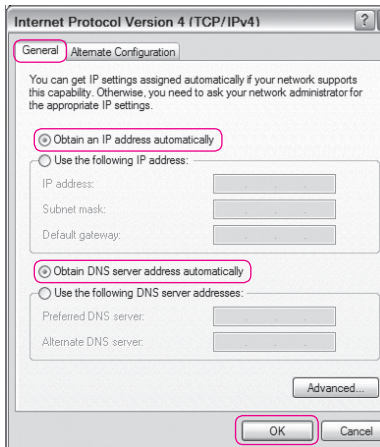 Internet Protocol Version 4 (TCP/IPv4)
?
General
Alternate Configuration
You can get IP settings assigned automatically if your network supports
this capability. Otherwise, you need to ask your network administrator for
the appropriate IP settings.
Obtain an IP address automatically
Use the following IP address:
IP address:
Subnet mask:
Default gateway:
Obtain DNS server address automatically
Use the following DNS server addresses:
Preferred DNS server:
Alternate DNS server:
Advanced...
OK
Cancel